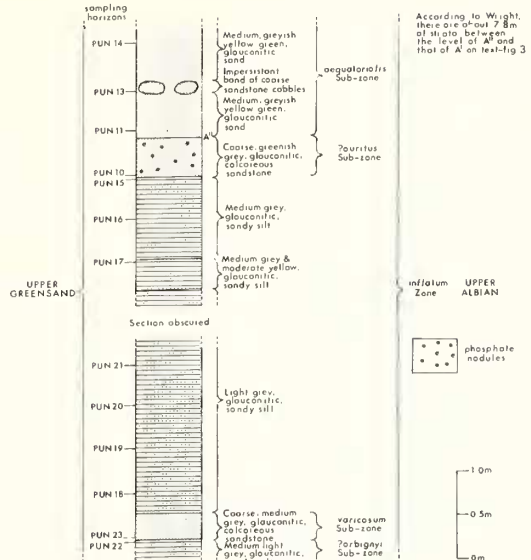 sampling
horizons
PUN 14
PUN 13
PUN 11
PUN 10
PUN 15
PUN 16
PUN 17
UPPER
GREENSAND
Section obscured
PUN 21
PUN 20
PUN 19
PUN 18
PUN 23
PUN 22
Medium, greyish
yellow green,
glauconitic
sand
Impersistent
band of coarse
sandstone cobbles
Medium, greyish
yellow green,
glauconitic
sand
A"
Coarse, greenish
grey, glauconitic,
calcareous
sandstone
Medium grey,
glauconitic,
sandy silt
Medium grey &
moderate yellow,
glauconitic,
sandy silt
Light grey,
glauconitic,
sandy silt
Coarse, medium
grey, glauconitic,
calcareous
sandstone
Medium light
grey, glauconitic,
aequatorialis
Sub-zone
?auritus
Sub-zone
varicosum
Sub-zone
?orbignyi
Sub-zone
inflatum
Zone
UPPER
ALBIAN
According to Wright,
there are about 7 8m
of strata between
the level of A" and
that of A' on text-fig 3
phosphate
nodules
1 0m
0 5m
0m